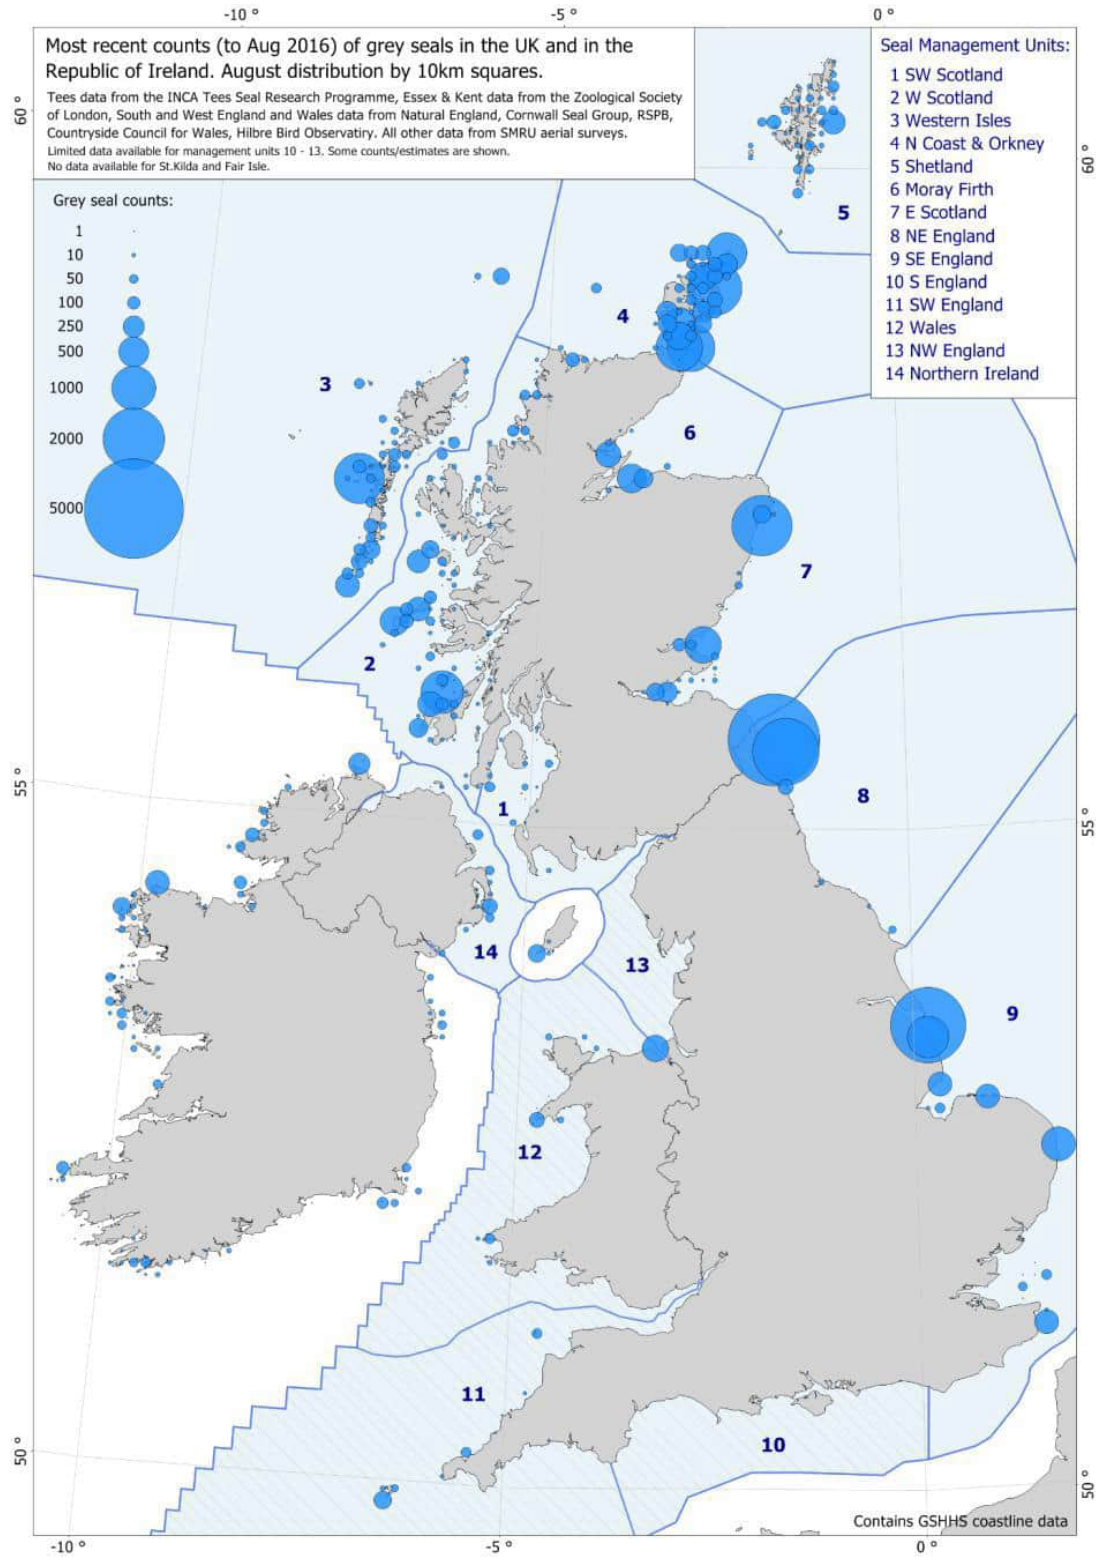 -10 °
-5 °
0 °
Most recent counts (to Aug 2016) of grey seals in the UK and in the
Republic of Ireland. August distribution by 10km squares.
Tees data from the INCA Tees Seal Research Programme, Essex & Kent data from the Zoological Society
of London, South and West England and Wales data from Natural England, Cornwall Seal Group, RSPB,
Countryside Council for Wales, Hilbre Bird Observatiry. All other data from SMRU aerial surveys.
Limited data available for management units 10 - 13. Some counts/estimates are shown.
No data available for St.Kilda and Fair Isle.
Seal Management Units:
1 SW Scotland
2 W Scotland
3 Western Isles
4 N Coast & Orkney
5 Shetland
6 Moray Firth
7 E Scotland
8 NE England
9 SE England
10 S England
11 SW England
12 Wales
13 NW England
14 Northern Ireland
60 °
60 °
Grey seal counts:
1
10
50
100
250
500
1000
2000
5000
5
4
3
6
7
2
55 °
55 °
8
1
14
13
9
12
11
10
50 °
50 °
Contains GSHHS coastline data
-10 °
-5 °
0 °